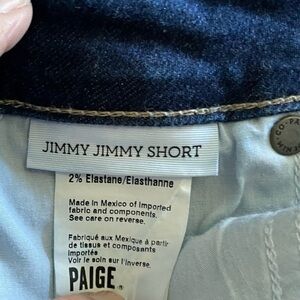 JIMMY JIMMY SHORT
2% Elastane/Elasthanne
Made in Mexico of imported
fabric and components.
See care on reverse.
Fabriqué aux Mexique à partir
de tissus et composants
importés
Voir le soin sur l'inverse.
PAIGE